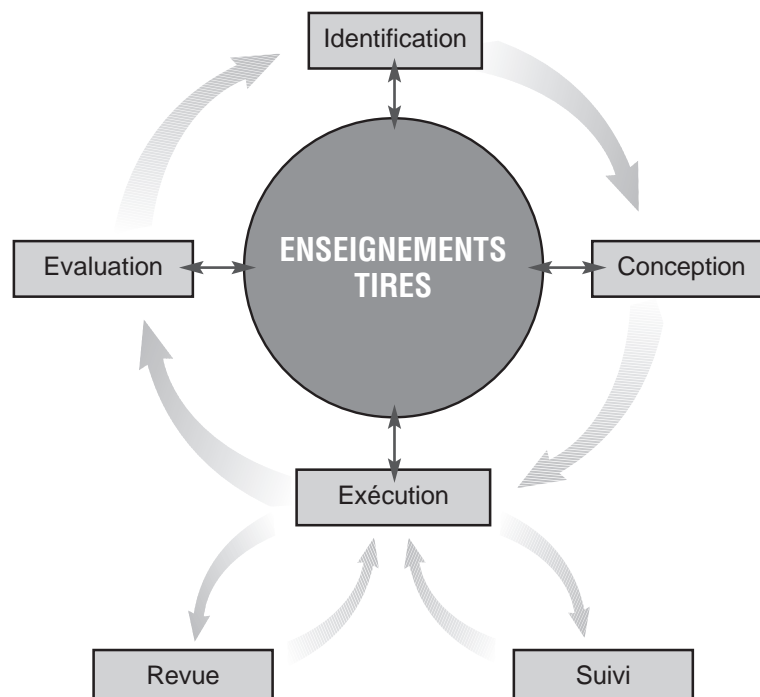 Identification
Evaluation
ENSEIGNEMENTS
TIRES
Conception
Exécution
Revue
Suivi